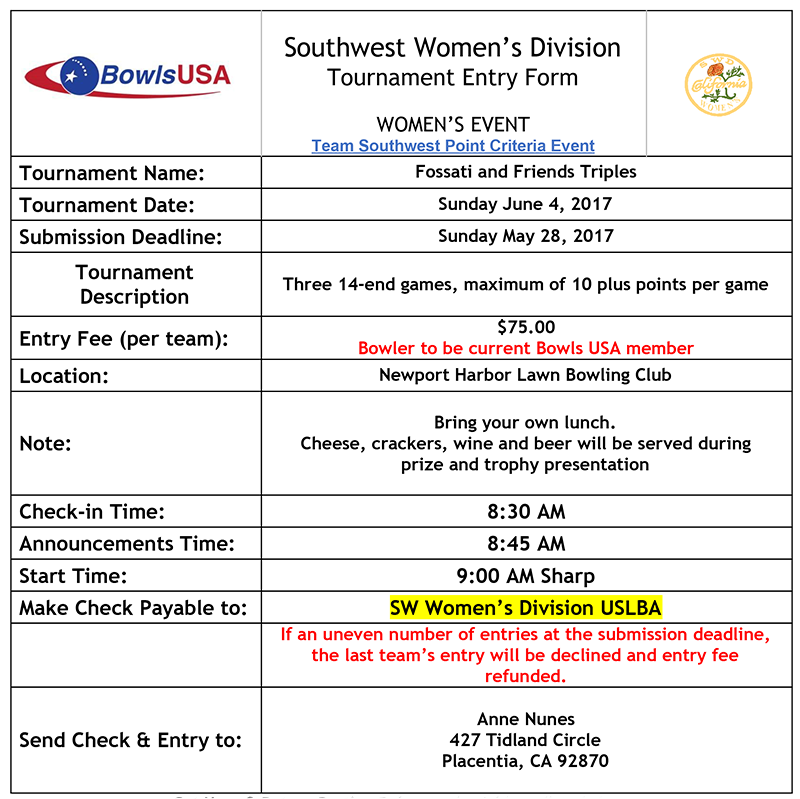 BowlsUSA
Southwest Women's Division
Tournament Entry Form
WOMEN'S EVENT
Team Southwest Point Criteria Event
SWD
California
WOMEN'S
Tournament Name: Fossati and Friends Triples
Tournament Date: Sunday June 4, 2017
Submission Deadline: Sunday May 28, 2017
Tournament
Description
Three 14-end games, maximum of 10 plus points per game
Entry Fee (per team):
$75.00
Bowler to be current Bowls USA member
Location: Newport Harbor Lawn Bowling Club
Note:
Bring your own lunch.
Cheese, crackers, wine and beer will be served during
prize and trophy presentation
Check-in Time: 8:30 AM
Announcements Time: 8:45 AM
Start Time: 9:00 AM Sharp
Make Check Payable to: SW Women's Division USLBA
If an uneven number of entries at the submission deadline,
the last team's entry will be declined and entry fee
refunded.
Send Check & Entry to:
Anne Nunes
427 Tidland Circle
Placentia, CA 92870